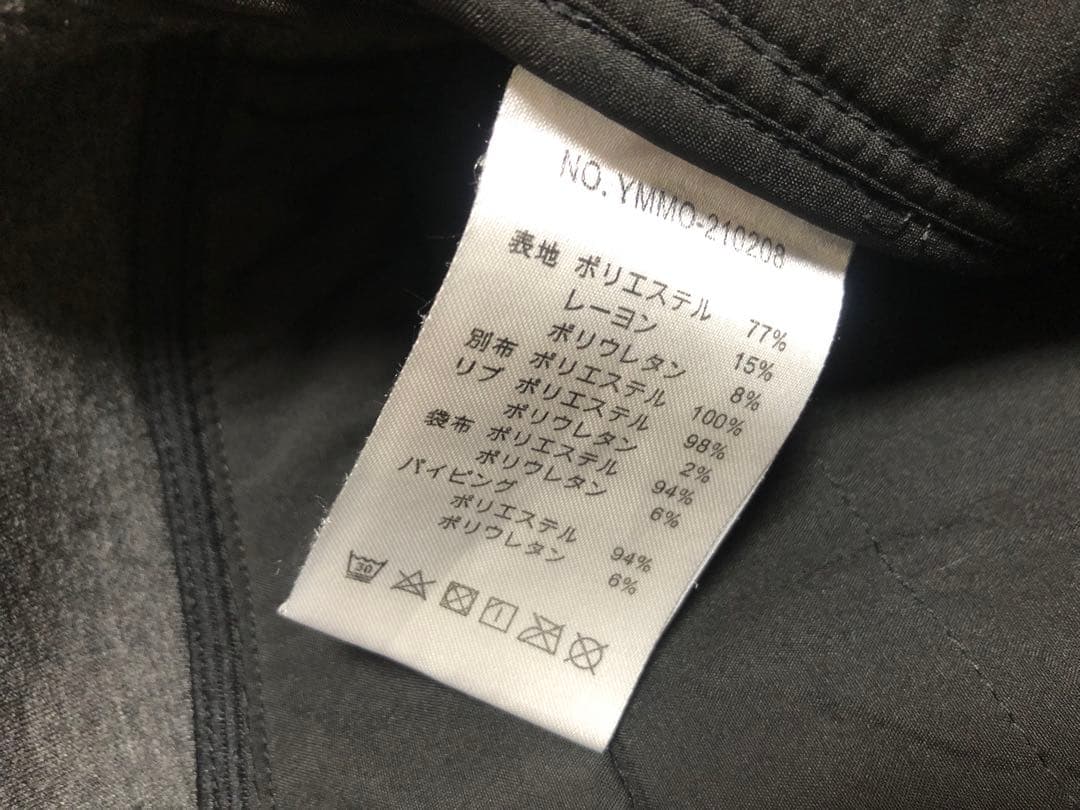 NO. YMMO-210208
表地 ポリエステル 77%
レーヨン 15%
ポリウレタン 8%
別布 ポリエステル 100%
リブ ポリエステル 98%
ポリウレタン 2%
袋布 ポリエステル 94%
ポリウレタン 6%
パイピング
ポリエステル 94%
ポリウレタン 6%
30